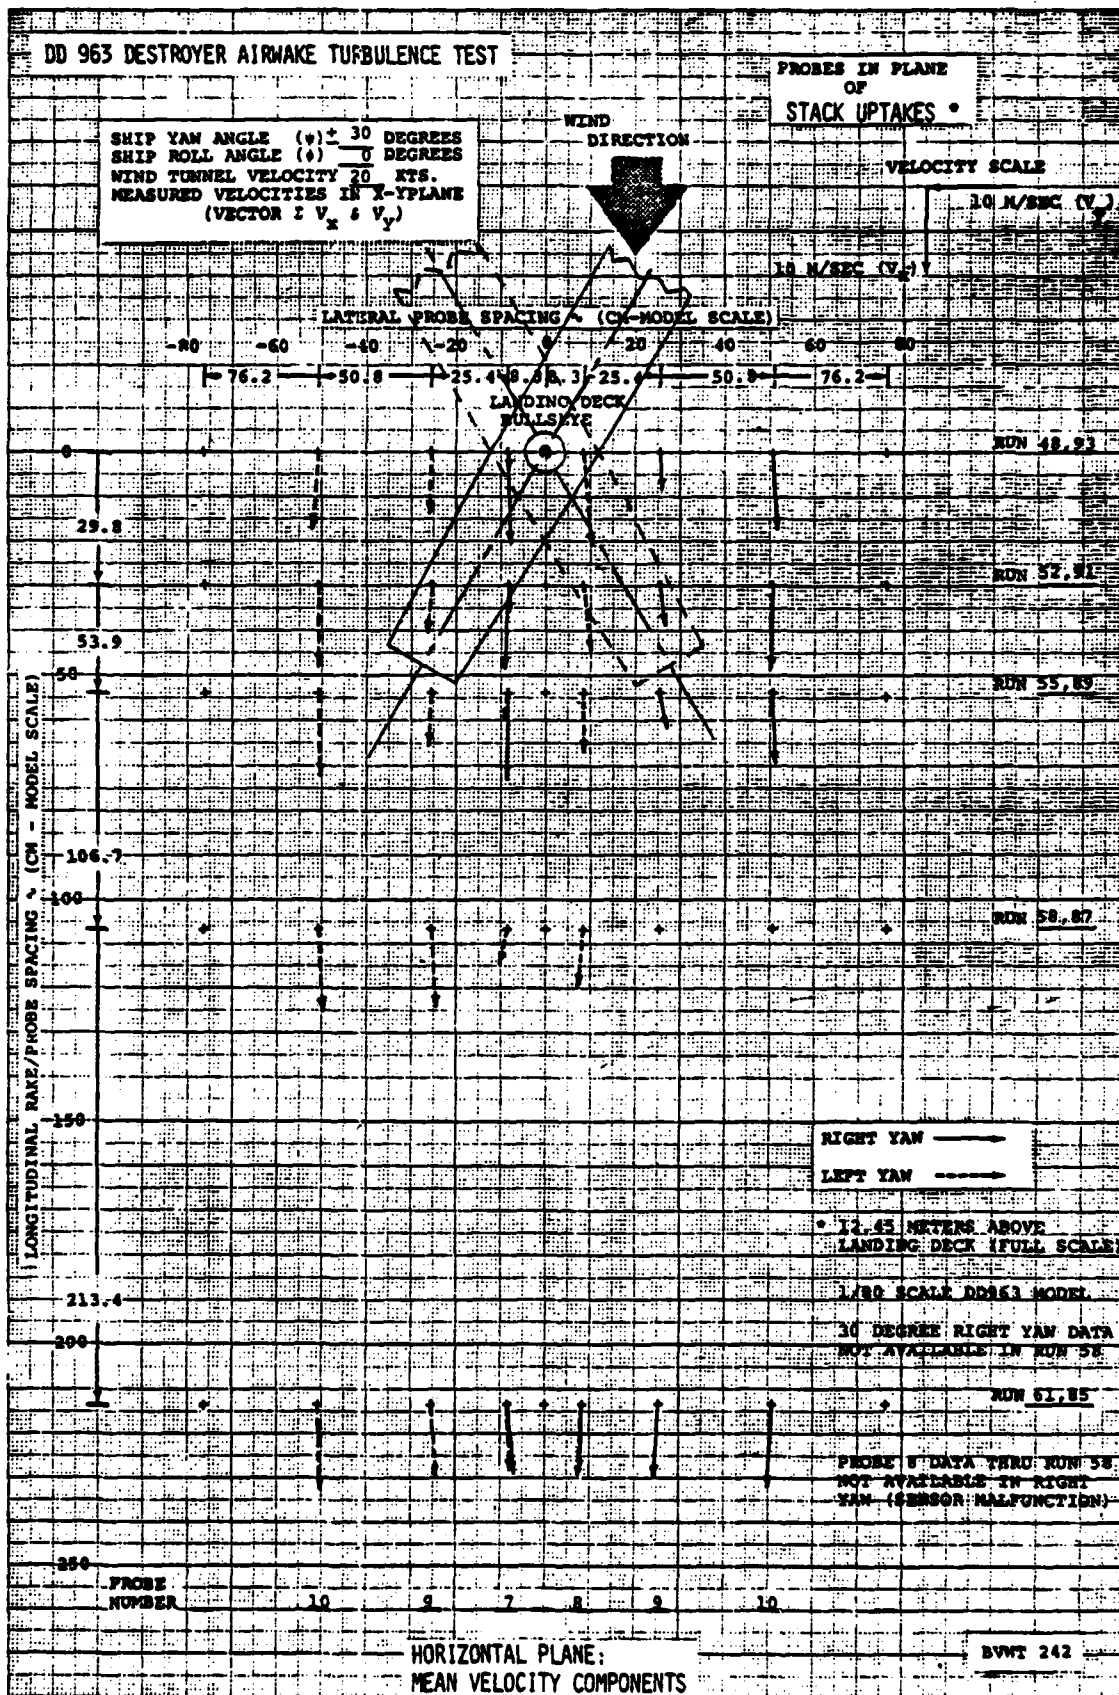 DD 963 DESTROYER AIRWAKE TURBULENCE TEST
PROBES IN PLANE
OF
STACK UPTAKES *
SHIP YAW ANGLE (ψ) ± 30 DEGREES
SHIP ROLL ANGLE (ϕ) 0 DEGREES
WIND TUNNEL VELOCITY 20 KTS.
MEASURED VELOCITIES IN X-YPLANE
(VECTOR Σ Vx & Vy)
WIND
DIRECTION
VELOCITY SCALE
10 M/SEC
10 M/SEC
LATERAL PROBE SPACING ~ (CM-MODEL SCALE)
-80 -60 -40 -20 0 20 40 60 80
76.2 50.8 25.4 8.3 25.4 50.8 76.2
LANDING DECK
BULLSEYE
0
RUN 48,93
29.8
RUN 52,91
53.9
50
RUN 55,89
LONGITUDINAL RAKE/PROBE SPACING ~ (CM - MODEL SCALE)
106.7
100
RUN 58,87
150
RIGHT YAW
LEFT YAW
* 12.45 METERS ABOVE
LANDING DECK (FULL SCALE)
213.4
1/80 SCALE DD963 MODEL
200
30 DEGREE RIGHT YAW DATA
NOT AVAILABLE IN RUN 58
RUN 61,85
PROBE 8 DATA THRU RUN 58
NOT AVAILABLE IN RIGHT
YAW (SENSOR MALFUNCTION)
250
PROBE
NUMBER 10 9 7 8 9 10
HORIZONTAL PLANE:
MEAN VELOCITY COMPONENTS
BVWT 242